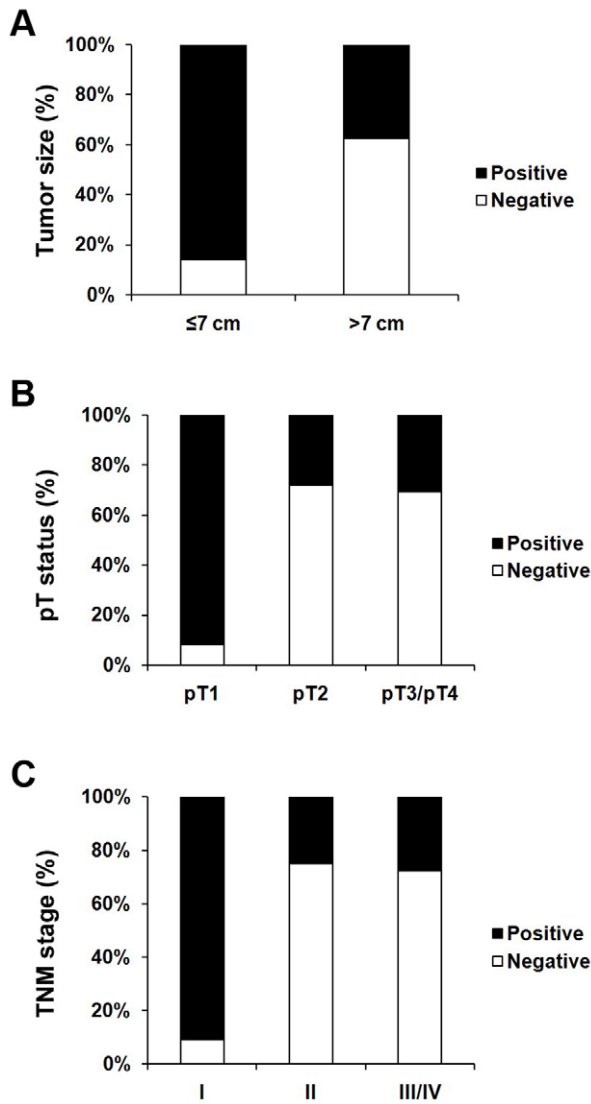 A
Tumor size (%)
100%
80%
60%
40%
20%
0%
≤7 cm >7 cm
Positive
Negative
B
pT status (%)
100%
80%
60%
40%
20%
0%
pT1 pT2 pT3/pT4
Positive
Negative
C
TNM stage (%)
100%
80%
60%
40%
20%
0%
I II III/IV
Positive
Negative